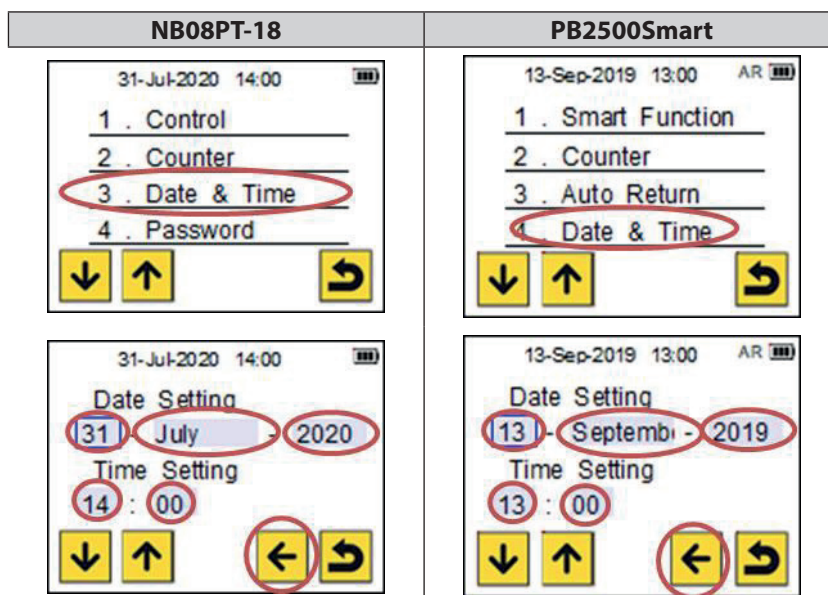 NB08PT-18
PB2500Smart
31-Jul-2020 14:00
1 . Control
2 . Counter
3 . Date & Time
4 . Password
13-Sep-2019 13:00 AR
1 . Smart Function
2 . Counter
3 . Auto Return
4 . Date & Time
31-Jul-2020 14:00
Date Setting
31 - July - 2020
Time Setting
14 : 00
13-Sep-2019 13:00 AR
Date Setting
13 - Septemb - 2019
Time Setting
13 : 00